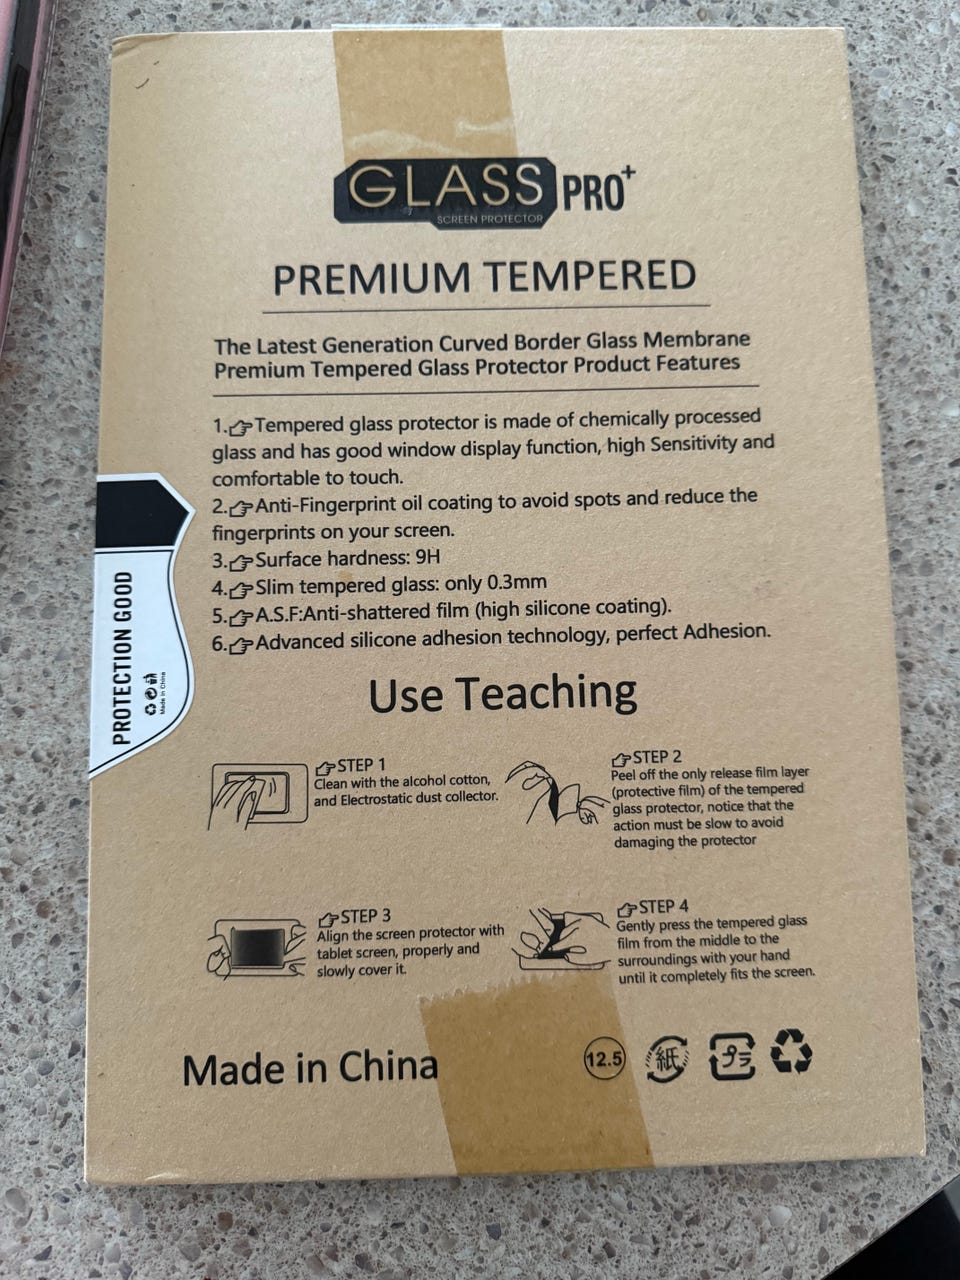 GLASS PRO+
SCREEN PROTECTOR
PREMIUM TEMPERED
The Latest Generation Curved Border Glass Membrane
Premium Tempered Glass Protector Product Features
1.Tempered glass protector is made of chemically processed
glass and has good window display function, high Sensitivity and
comfortable to touch.
2.Anti-Fingerprint oil coating to avoid spots and reduce the
fingerprints on your screen.
3.Surface hardness: 9H
4.Slim tempered glass: only 0.3mm
5.A.S.F:Anti-shattered film (high silicone coating).
6.Advanced silicone adhesion technology, perfect Adhesion.
PROTECTION GOOD
Made in China
Use Teaching
STEP 1
Clean with the alcohol cotton,
and Electrostatic dust collector.
STEP 2
Peel off the only release film layer
(protective film) of the tempered
glass protector, notice that the
action must be slow to avoid
damaging the protector
STEP 3
Align the screen protector with
tablet screen, properly and
slowly cover it.
STEP 4
Gently press the tempered glass
film from the middle to the
surroundings with your hand
until it completely fits the screen.
Made in China
12.5
紙
プラ